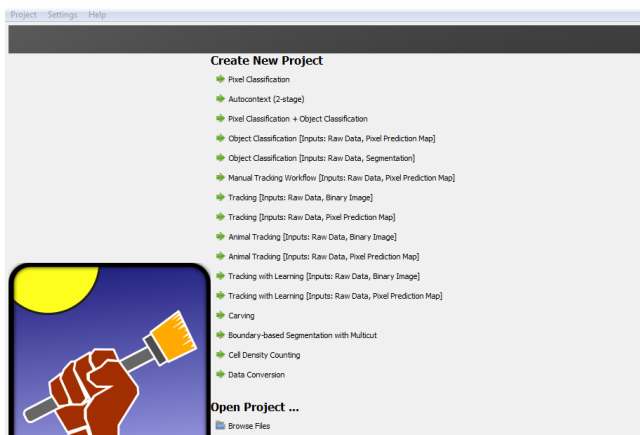 Project Settings Help
Create New Project
Pixel Classification
Autocontext (2-stage)
Pixel Classification + Object Classification
Object Classification [Inputs: Raw Data, Pixel Prediction Map]
Object Classification [Inputs: Raw Data, Segmentation]
Manual Tracking Workflow [Inputs: Raw Data, Pixel Prediction Map]
Tracking [Inputs: Raw Data, Binary Image]
Tracking [Inputs: Raw Data, Pixel Prediction Map]
Animal Tracking [Inputs: Raw Data, Binary Image]
Animal Tracking [Inputs: Raw Data, Pixel Prediction Map]
Tracking with Learning [Inputs: Raw Data, Binary Image]
Tracking with Learning [Inputs: Raw Data, Pixel Prediction Map]
Carving
Boundary-based Segmentation with Multicut
Cell Density Counting
Data Conversion
Open Project ...
Browse Files